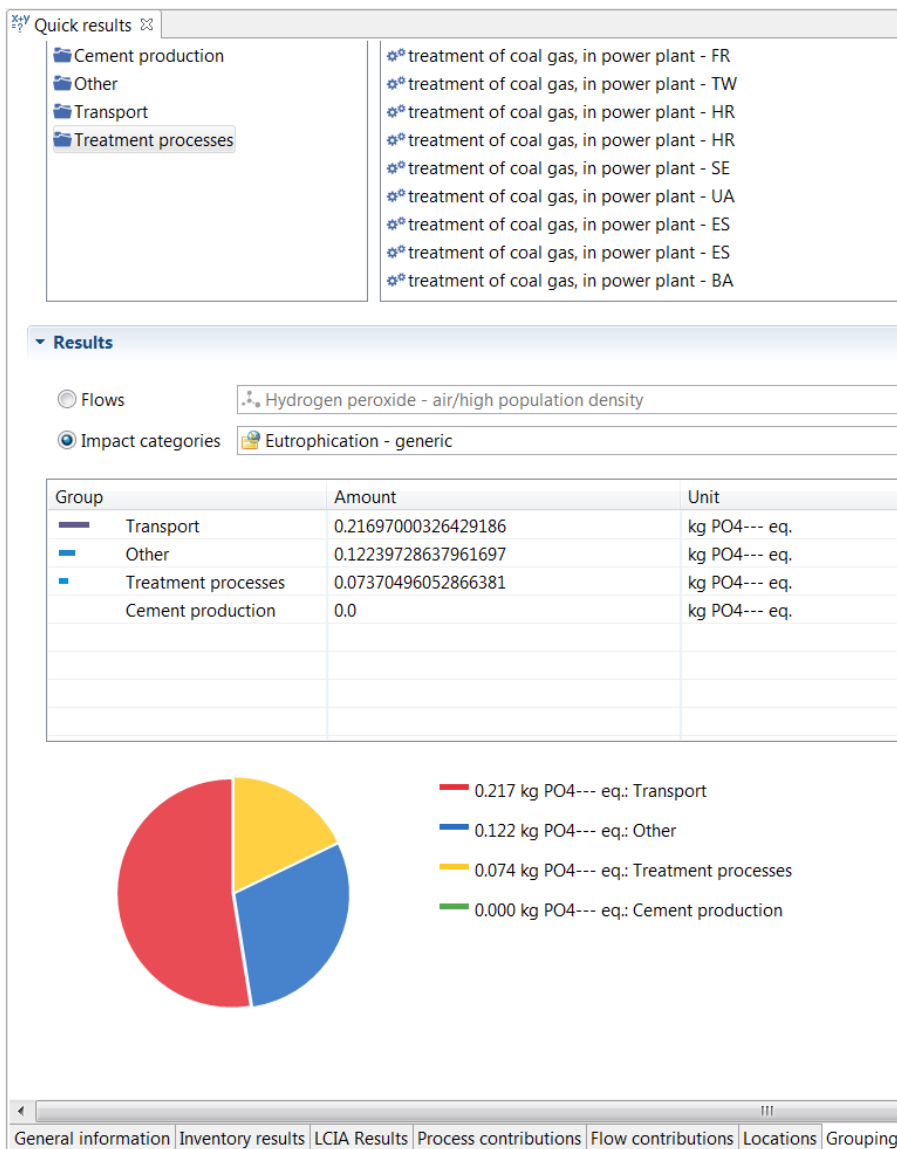 Quick results
Cement production
Other
Transport
Treatment processes
treatment of coal gas, in power plant - FR
treatment of coal gas, in power plant - TW
treatment of coal gas, in power plant - HR
treatment of coal gas, in power plant - HR
treatment of coal gas, in power plant - SE
treatment of coal gas, in power plant - UA
treatment of coal gas, in power plant - ES
treatment of coal gas, in power plant - ES
treatment of coal gas, in power plant - BA
Results
Flows Hydrogen peroxide - air/high population density
Impact categories Eutrophication - generic
Group Amount Unit
Transport 0.21697000326429186 kg PO4--- eq.
Other 0.12239728637961697 kg PO4--- eq.
Treatment processes 0.07370496052866381 kg PO4--- eq.
Cement production 0.0 kg PO4--- eq.
0.217 kg PO4--- eq.: Transport
0.122 kg PO4--- eq.: Other
0.074 kg PO4--- eq.: Treatment processes
0.000 kg PO4--- eq.: Cement production
General information Inventory results LCIA Results Process contributions Flow contributions Locations Grouping